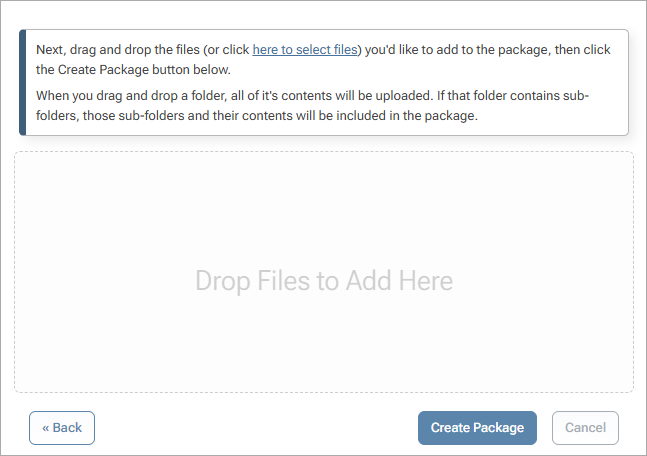 Next, drag and drop the files (or click here to select files) you'd like to add to the package, then click
the Create Package button below.
When you drag and drop a folder, all of it's contents will be uploaded. If that folder contains sub-
folders, those sub-folders and their contents will be included in the package.
Drop Files to Add Here
« Back
Create Package
Cancel